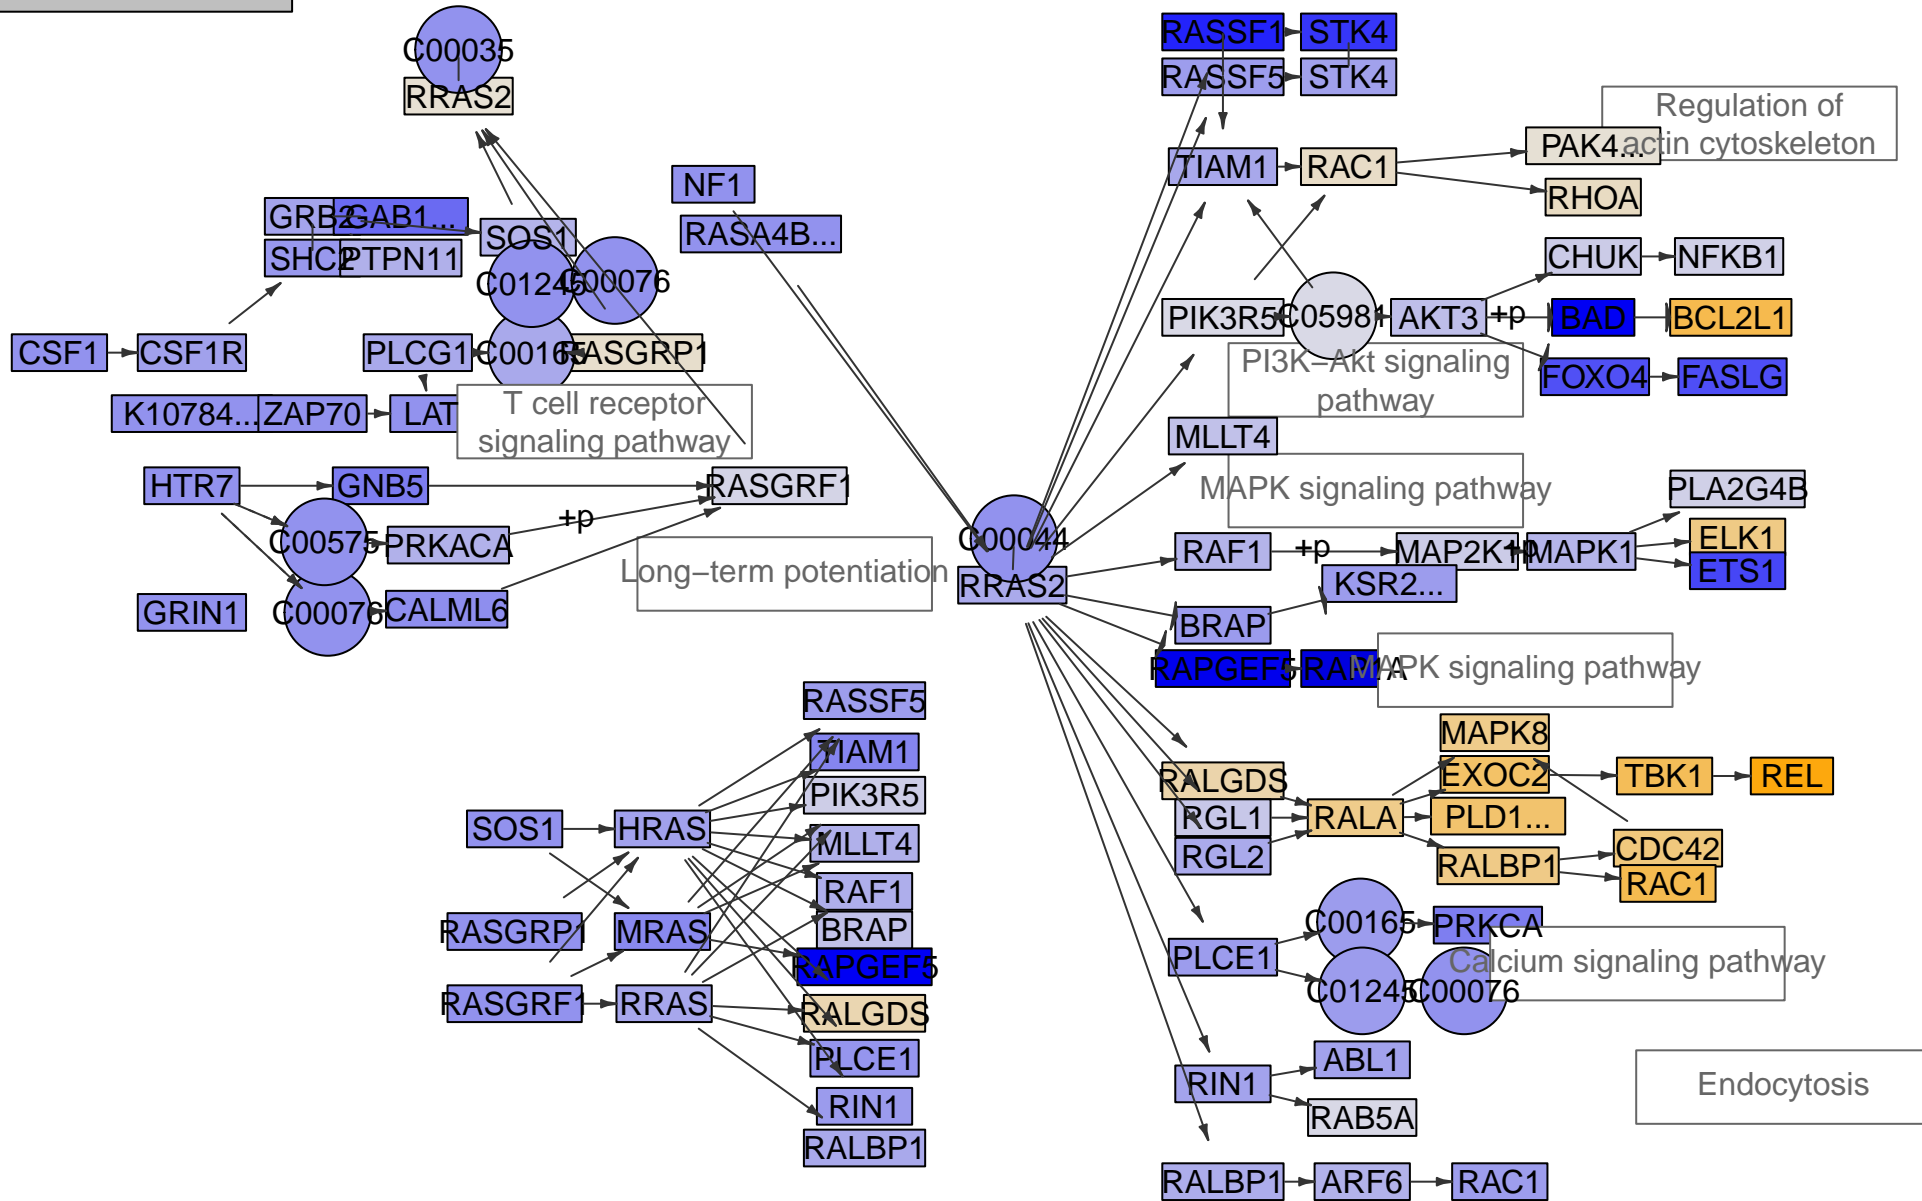 C00035
RRAS2
NF1
RASA4B...
GRB2
GAB1...
SHC2
PTPN11
SOS1
C01245
C00076
CSF1
CSF1R
PLCG1
C00165
RASGRP1
K10784...
ZAP70
LAT
T cell receptor
signaling pathway
HTR7
GNB5
RASGRF1
C00575
PRKACA
+p
GRIN1
C00076
CALML6
Long−term potentiation
C00044
RRAS2
RASSF5
TIAM1
PIK3R5
SOS1
HRAS
MLLT4
RAF1
RASGRP1
MRAS
BRAP
RAPGEF5
RASGRF1
RRAS
RALGDS
PLCE1
RIN1
RALBP1
RASSF1
STK4
RASSF5
STK4
Regulation of
actin cytoskeleton
TIAM1
RAC1
PAK4...
RHOA
CHUK
NFKB1
PIK3R5
C05981
AKT3
+p
BAD
BCL2L1
PI3K−Akt signaling
pathway
FOXO4
FASLG
MLLT4
MAPK signaling pathway
PLA2G4B
RAF1
+p
MAP2K1
+p
MAPK1
ELK1
ETS1
KSR2...
BRAP
RAPGEF5
RAP1A
MAPK signaling pathway
MAPK8
RALGDS
EXOC2
TBK1
REL
RGL1
RALA
PLD1...
RGL2
RALBP1
CDC42
RAC1
C00165
PRKCA
PLCE1
Calcium signaling pathway
C01245
C00076
ABL1
RIN1
RAB5A
Endocytosis
RALBP1
ARF6
RAC1